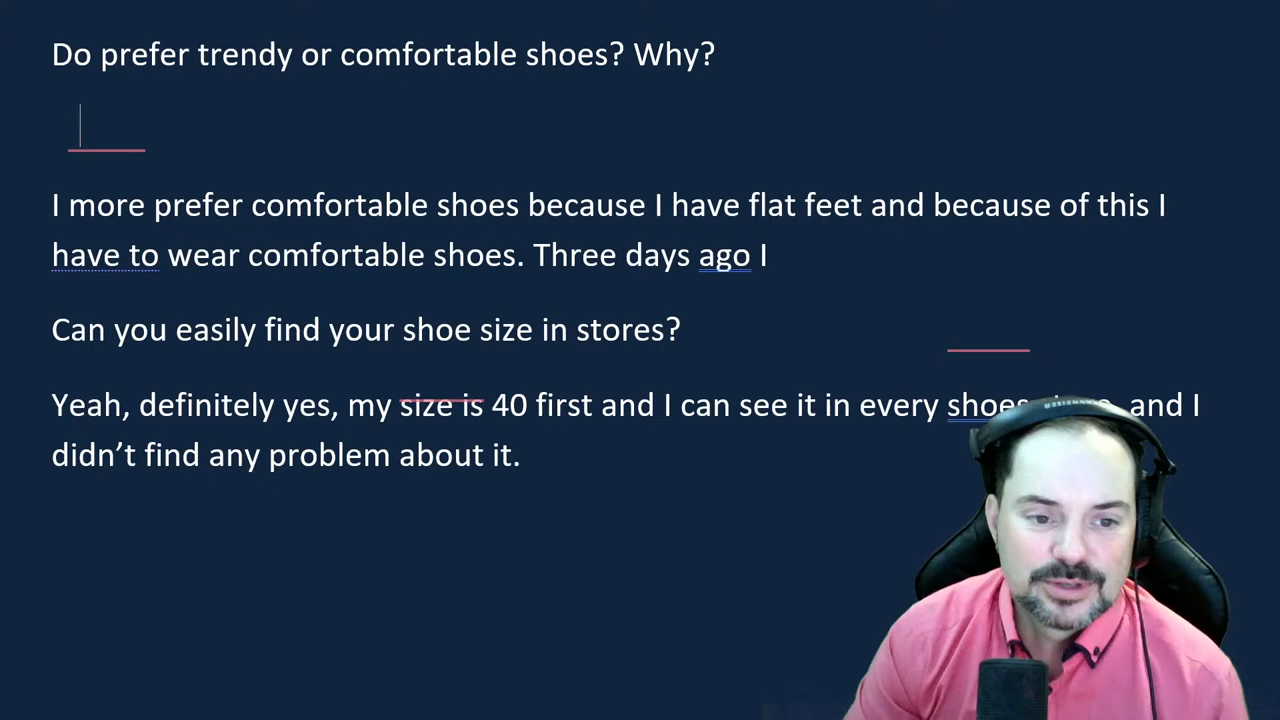 Do prefer trendy or comfortable shoes? Why?
I more prefer comfortable shoes because I have flat feet and because of this I
have to wear comfortable shoes. Three days ago I
Can you easily find your shoe size in stores?
Yeah, definitely yes, my size is 40 first and I can see it in every shoes and I
didn’t find any problem about it.